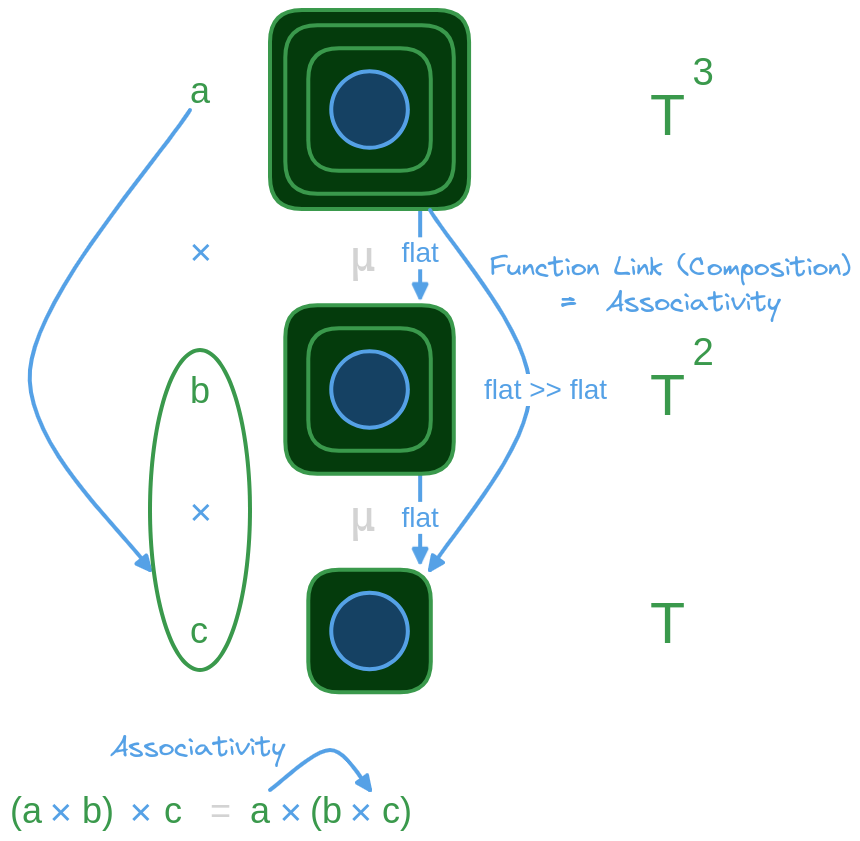 a
T 3
×
μ
flat
Function Link (Composition)
= Associativity
b
flat >> flat
T 2
×
μ
flat
c
T
Associativity
(a × b) × c = a × (b × c)